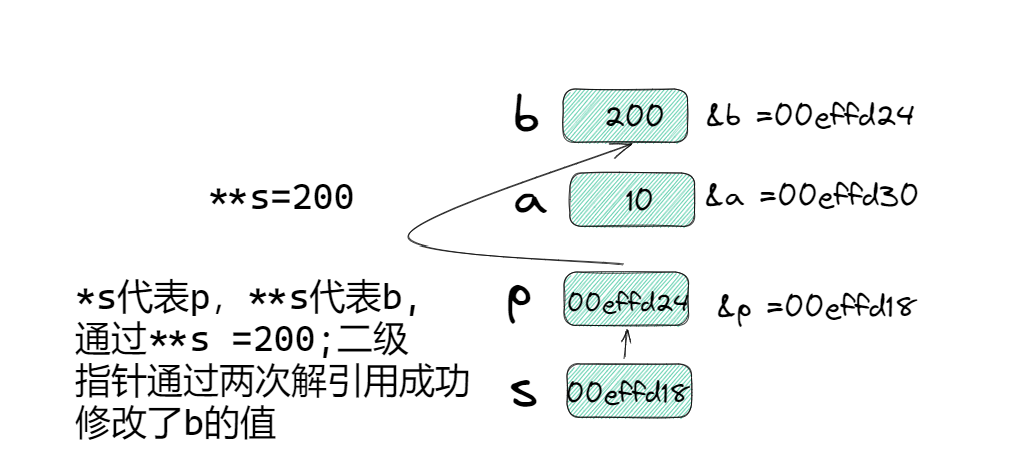 b 200 &b =00effd24
**s=200
a 10 &a =00effd30
*s代表p，**s代表b,
p 00effd24 &p =00effd18
通过**s =200;二级
指针通过两次解引用成功
s 00effd18
修改了b的值